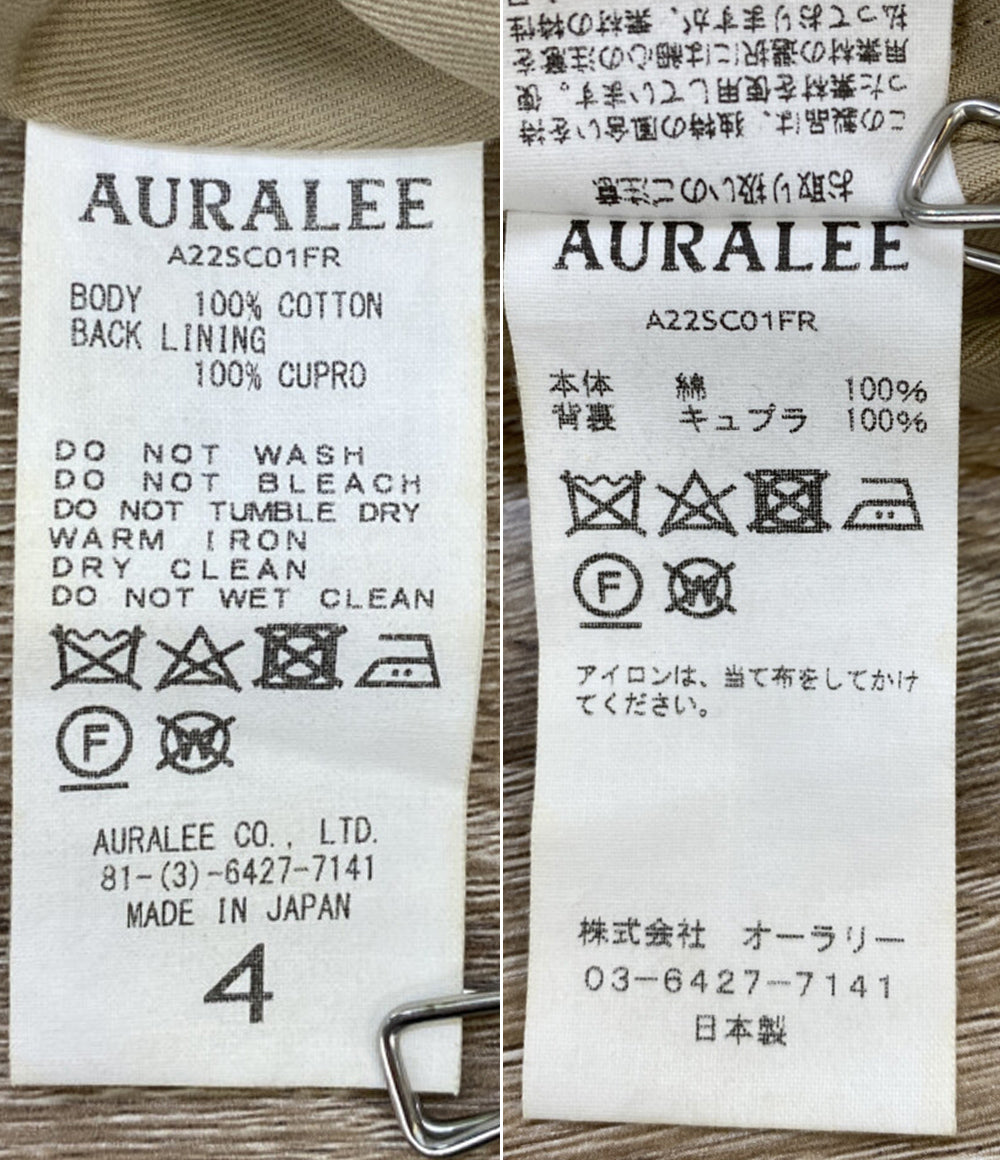 AURALEE
A22SC01FR
BODY 100% COTTON
BACK LINING
100% CUPRO
DO NOT WASH
DO NOT BLEACH
DO NOT TUMBLE DRY
WARM IRON
DRY CLEAN
DO NOT WET CLEAN
F W
AURALEE CO., LTD.
81-(3)-6427-7141
MADE IN JAPAN
4
お取り扱いのご注意
この製品は、独特の風合いを持
った素材を使用しています。使
用素材の選択には細心の注意を
払っておりますが、素材の特性
AURALEE
A22SC01FR
本体 綿 100%
背裏 キュプラ 100%
F W
アイロンは、当て布をしてかけ
てください。
株式会社 オーラリー
03-6427-7141
日本製